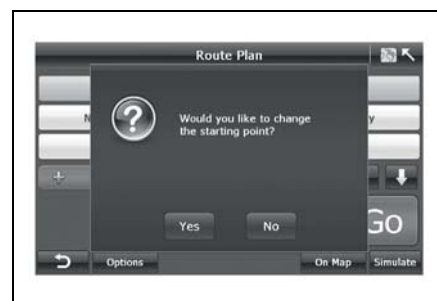 Route Plan
Would you like to change
the starting point?
Yes
No
Go
Options
On Map
Simulate